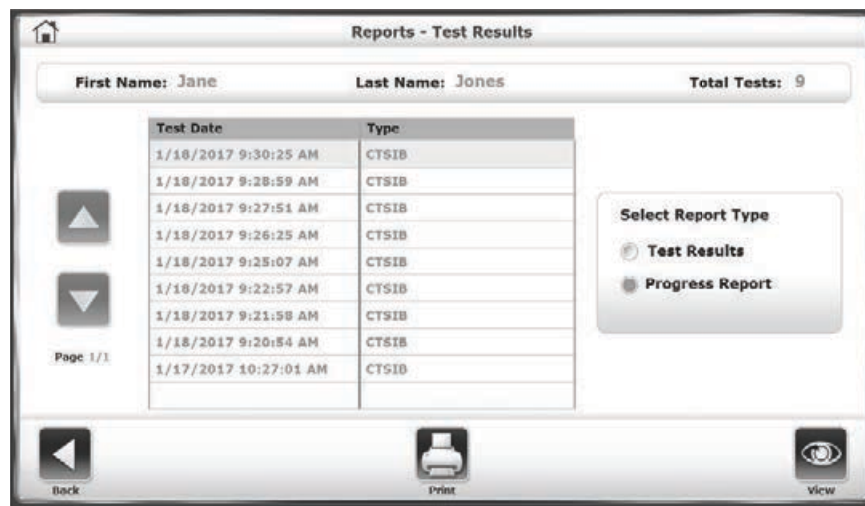 Reports - Test Results
First Name: Jane Last Name: Jones Total Tests: 9
Test Date Type
1/18/2017 9:30:25 AM CTSIB
1/18/2017 9:28:59 AM CTSIB
1/18/2017 9:27:51 AM CTSIB
1/18/2017 9:26:25 AM CTSIB
1/18/2017 9:25:07 AM CTSIB
1/18/2017 9:22:57 AM CTSIB
1/18/2017 9:21:58 AM CTSIB
1/18/2017 9:20:54 AM CTSIB
1/17/2017 10:27:01 AM CTSIB
Select Report Type
Test Results
Progress Report
Page 1/1
Back Print View